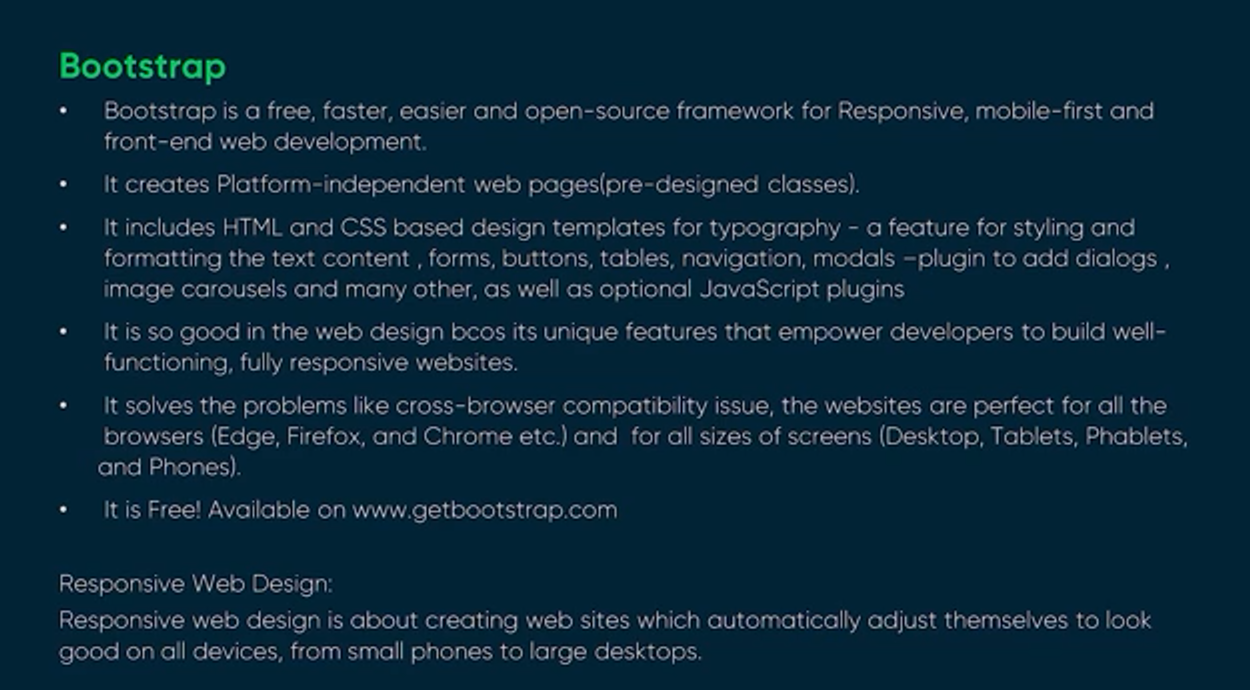 Bootstrap
• Bootstrap is a free, faster, easier and open-source framework for Responsive, mobile-first and
front-end web development.
• It creates Platform-independent web pages(pre-designed classes).
• It includes HTML and CSS based design templates for typography - a feature for styling and
formatting the text content , forms, buttons, tables, navigation, modals –plugin to add dialogs ,
image carousels and many other, as well as optional JavaScript plugins
• It is so good in the web design bcos its unique features that empower developers to build well-
functioning, fully responsive websites.
• It solves the problems like cross-browser compatibility issue, the websites are perfect for all the
browsers (Edge, Firefox, and Chrome etc.) and for all sizes of screens (Desktop, Tablets, Phablets,
and Phones).
• It is Free! Available on www.getbootstrap.com
Responsive Web Design:
Responsive web design is about creating web sites which automatically adjust themselves to look
good on all devices, from small phones to large desktops.